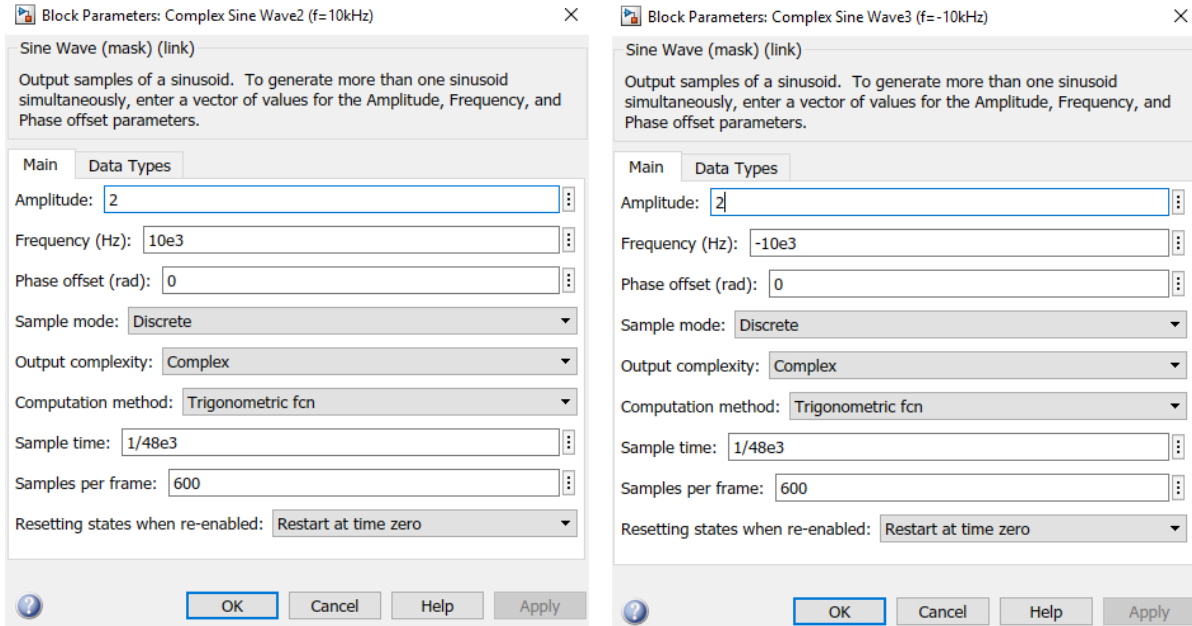 Block Parameters: Complex Sine Wave2 (f=10kHz)
Sine Wave (mask) (link)
Output samples of a sinusoid.  To generate more than one sinusoid
simultaneously, enter a vector of values for the Amplitude, Frequency, and
Phase offset parameters.
Main Data Types
Amplitude: 2
Frequency (Hz): 10e3
Phase offset (rad): 0
Sample mode: Discrete
Output complexity: Complex
Computation method: Trigonometric fcn
Sample time: 1/48e3
Samples per frame: 600
Resetting states when re-enabled: Restart at time zero
OK Cancel Help Apply
Block Parameters: Complex Sine Wave3 (f=-10kHz)
Sine Wave (mask) (link)
Output samples of a sinusoid.  To generate more than one sinusoid
simultaneously, enter a vector of values for the Amplitude, Frequency, and
Phase offset parameters.
Main Data Types
Amplitude: 2
Frequency (Hz): -10e3
Phase offset (rad): 0
Sample mode: Discrete
Output complexity: Complex
Computation method: Trigonometric fcn
Sample time: 1/48e3
Samples per frame: 600
Resetting states when re-enabled: Restart at time zero
OK Cancel Help Apply